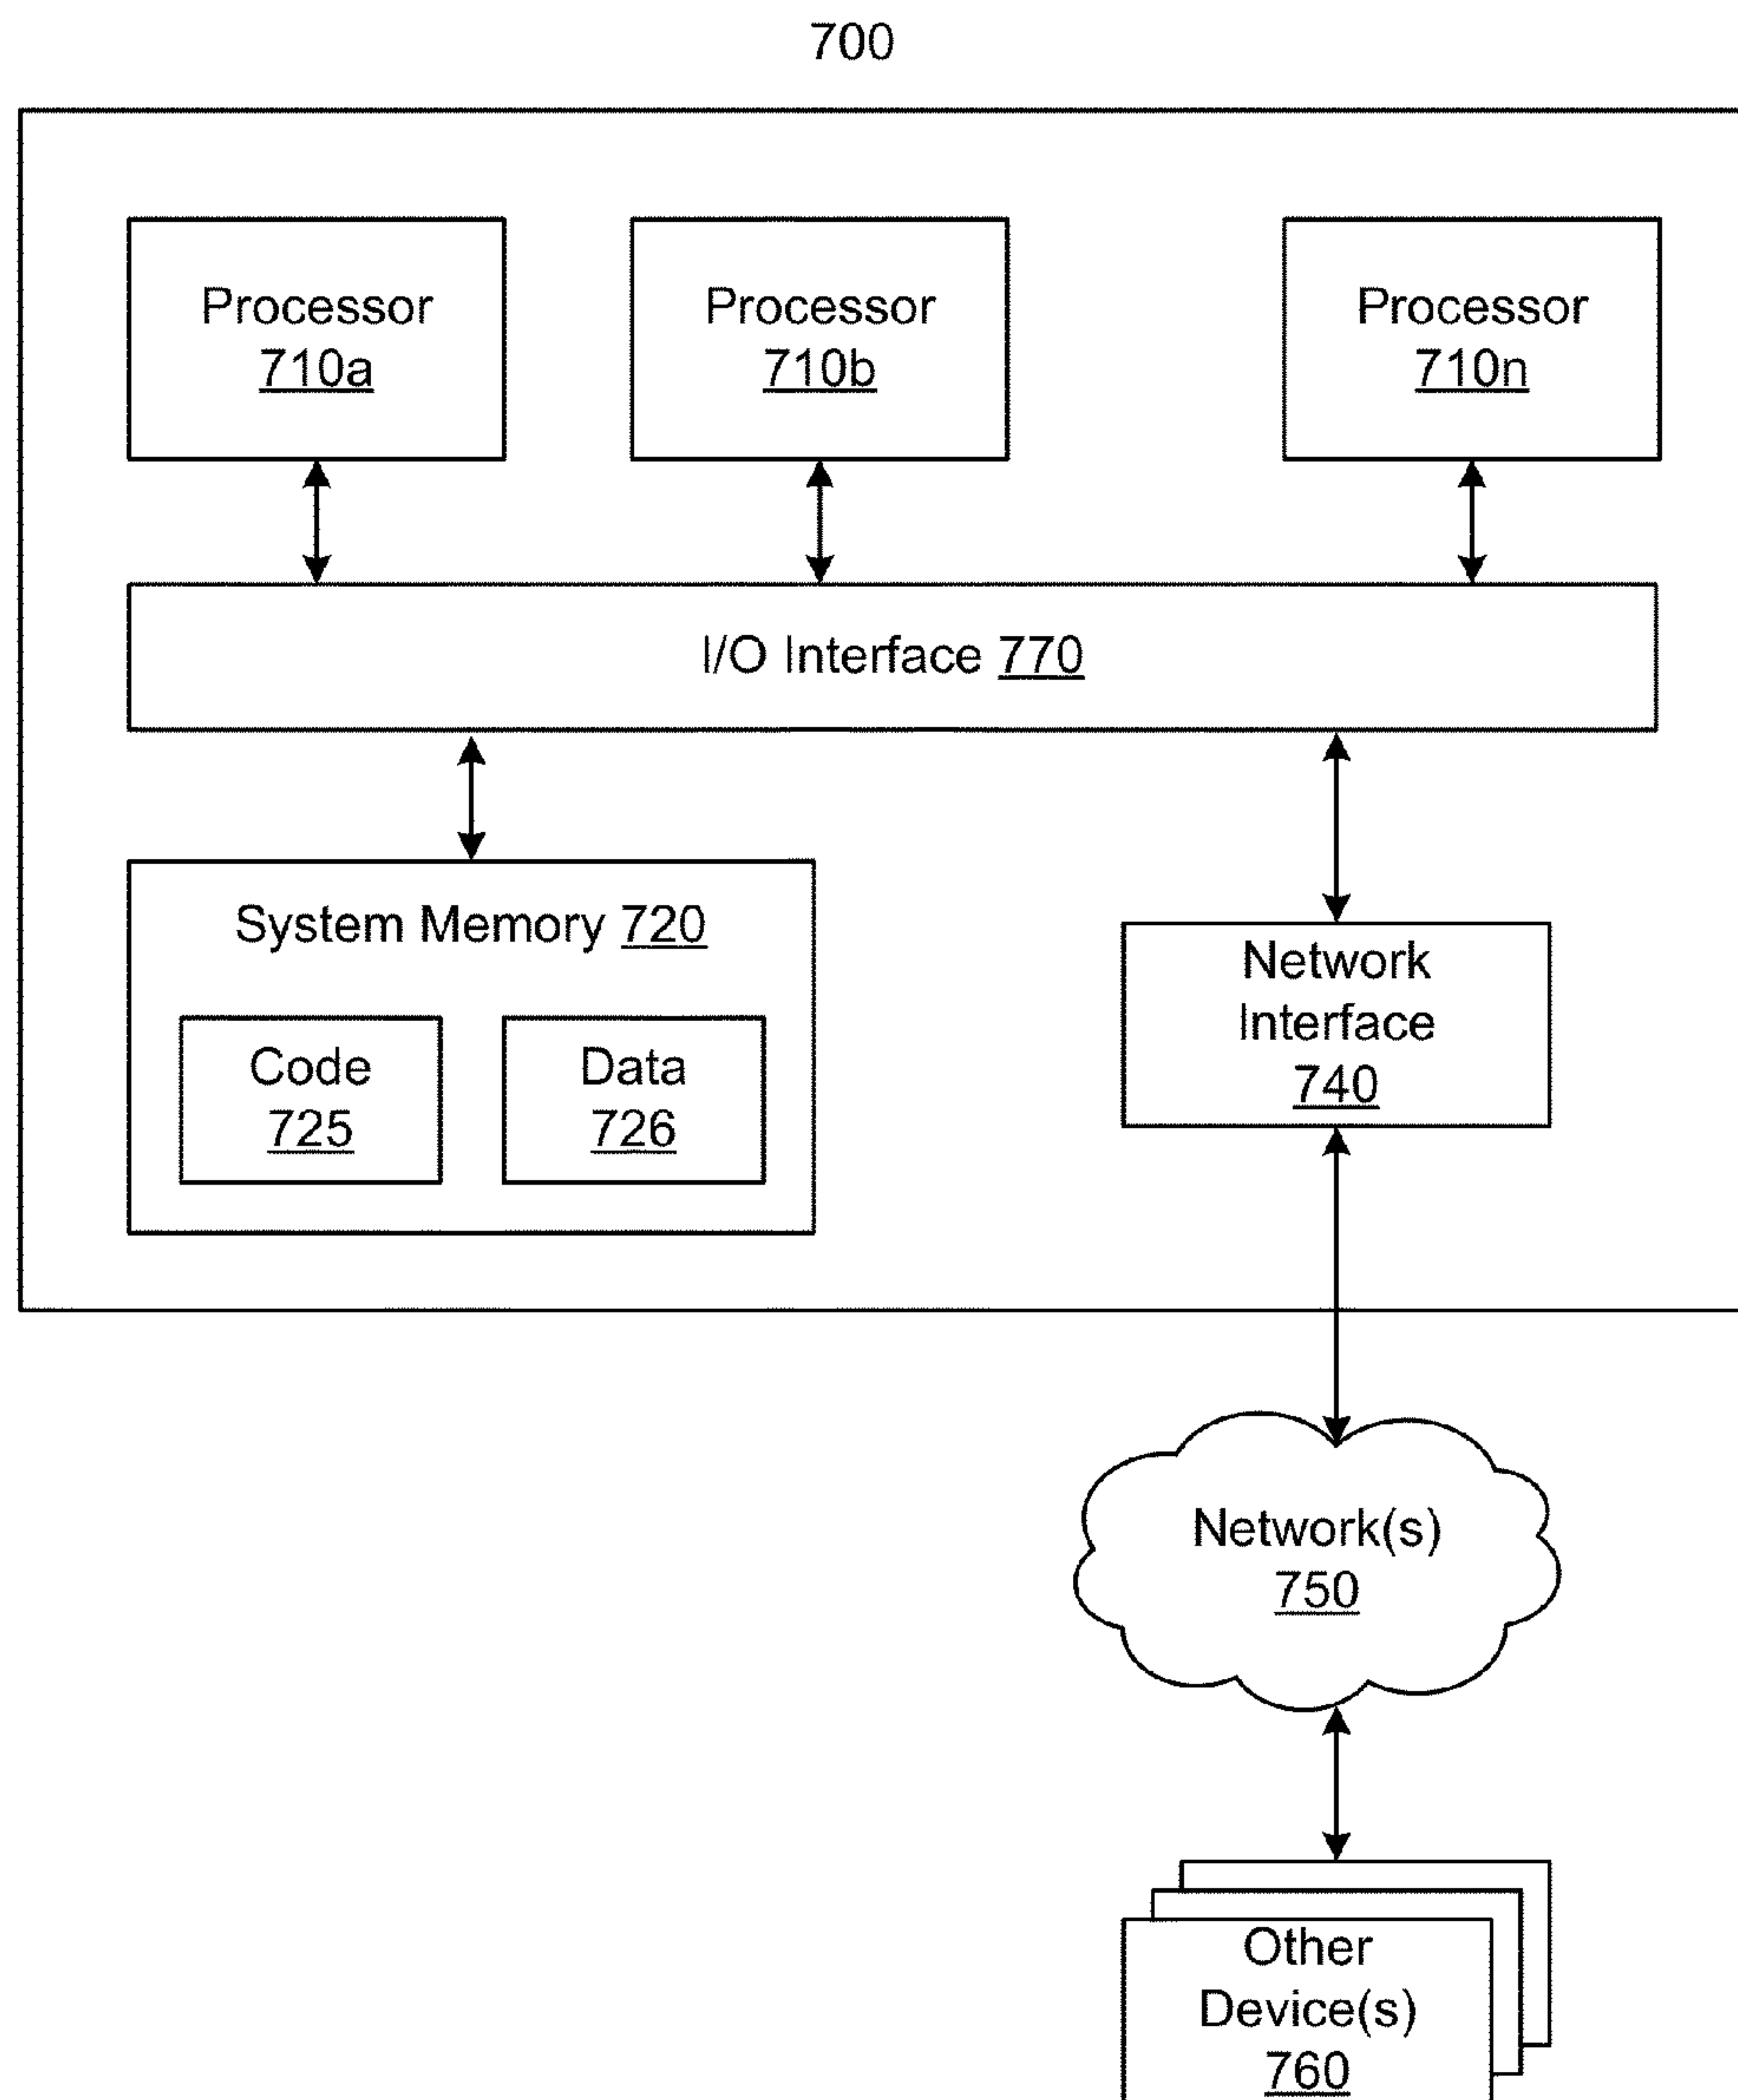 700
Processor
710a
Processor
710b
Processor
710n
I/O Interface 770
System Memory 720
Code
725
Data
726
Network
Interface
740
Network(s)
750
Other
Device(s)
760